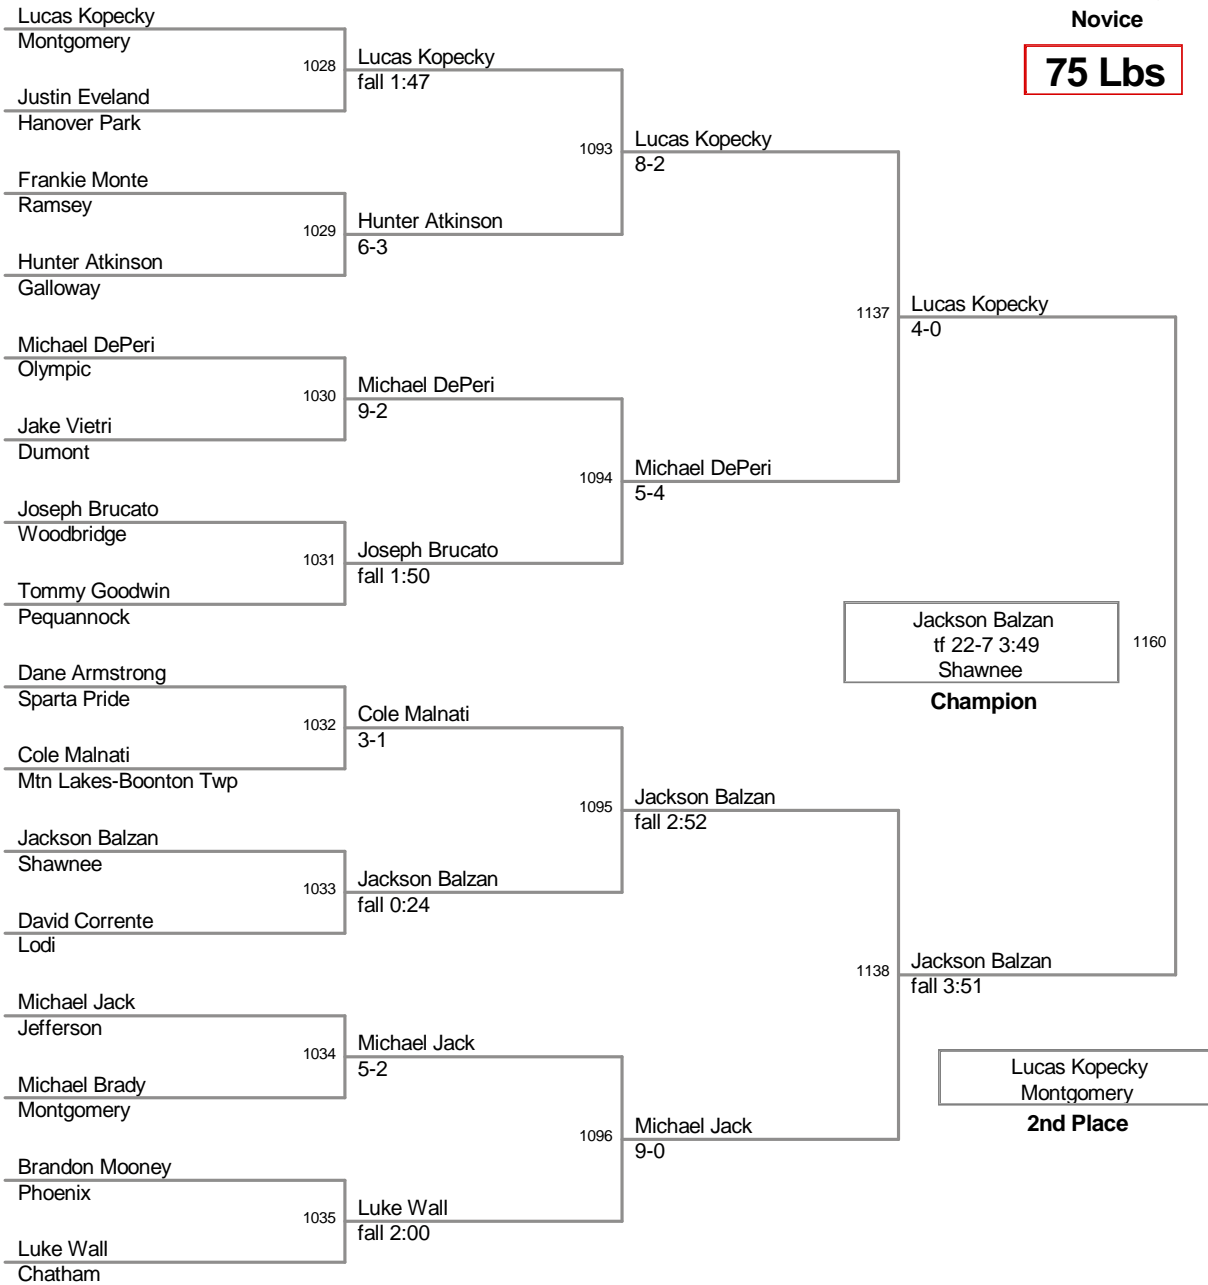 Lucas Kopecky
Montgomery
Novice
75 Lbs
1028
Lucas Kopecky
fall 1:47
Justin Eveland
Hanover Park
1093
Lucas Kopecky
8-2
Frankie Monte
Ramsey
1029
Hunter Atkinson
6-3
Hunter Atkinson
Galloway
1137
Lucas Kopecky
4-0
Michael DePeri
Olympic
1030
Michael DePeri
9-2
Jake Vietri
Dumont
1094
Michael DePeri
5-4
Joseph Brucato
Woodbridge
1031
Joseph Brucato
fall 1:50
Tommy Goodwin
Pequannock
Jackson Balzan
tf 22-7 3:49
Shawnee
1160
Champion
Dane Armstrong
Sparta Pride
1032
Cole Malnati
3-1
Cole Malnati
Mtn Lakes-Boonton Twp
1095
Jackson Balzan
fall 2:52
Jackson Balzan
Shawnee
1033
Jackson Balzan
fall 0:24
David Corrente
Lodi
1138
Jackson Balzan
fall 3:51
Michael Jack
Jefferson
1034
Michael Jack
5-2
Michael Brady
Montgomery
Lucas Kopecky
Montgomery
2nd Place
1096
Michael Jack
9-0
Brandon Mooney
Phoenix
1035
Luke Wall
fall 2:00
Luke Wall
Chatham